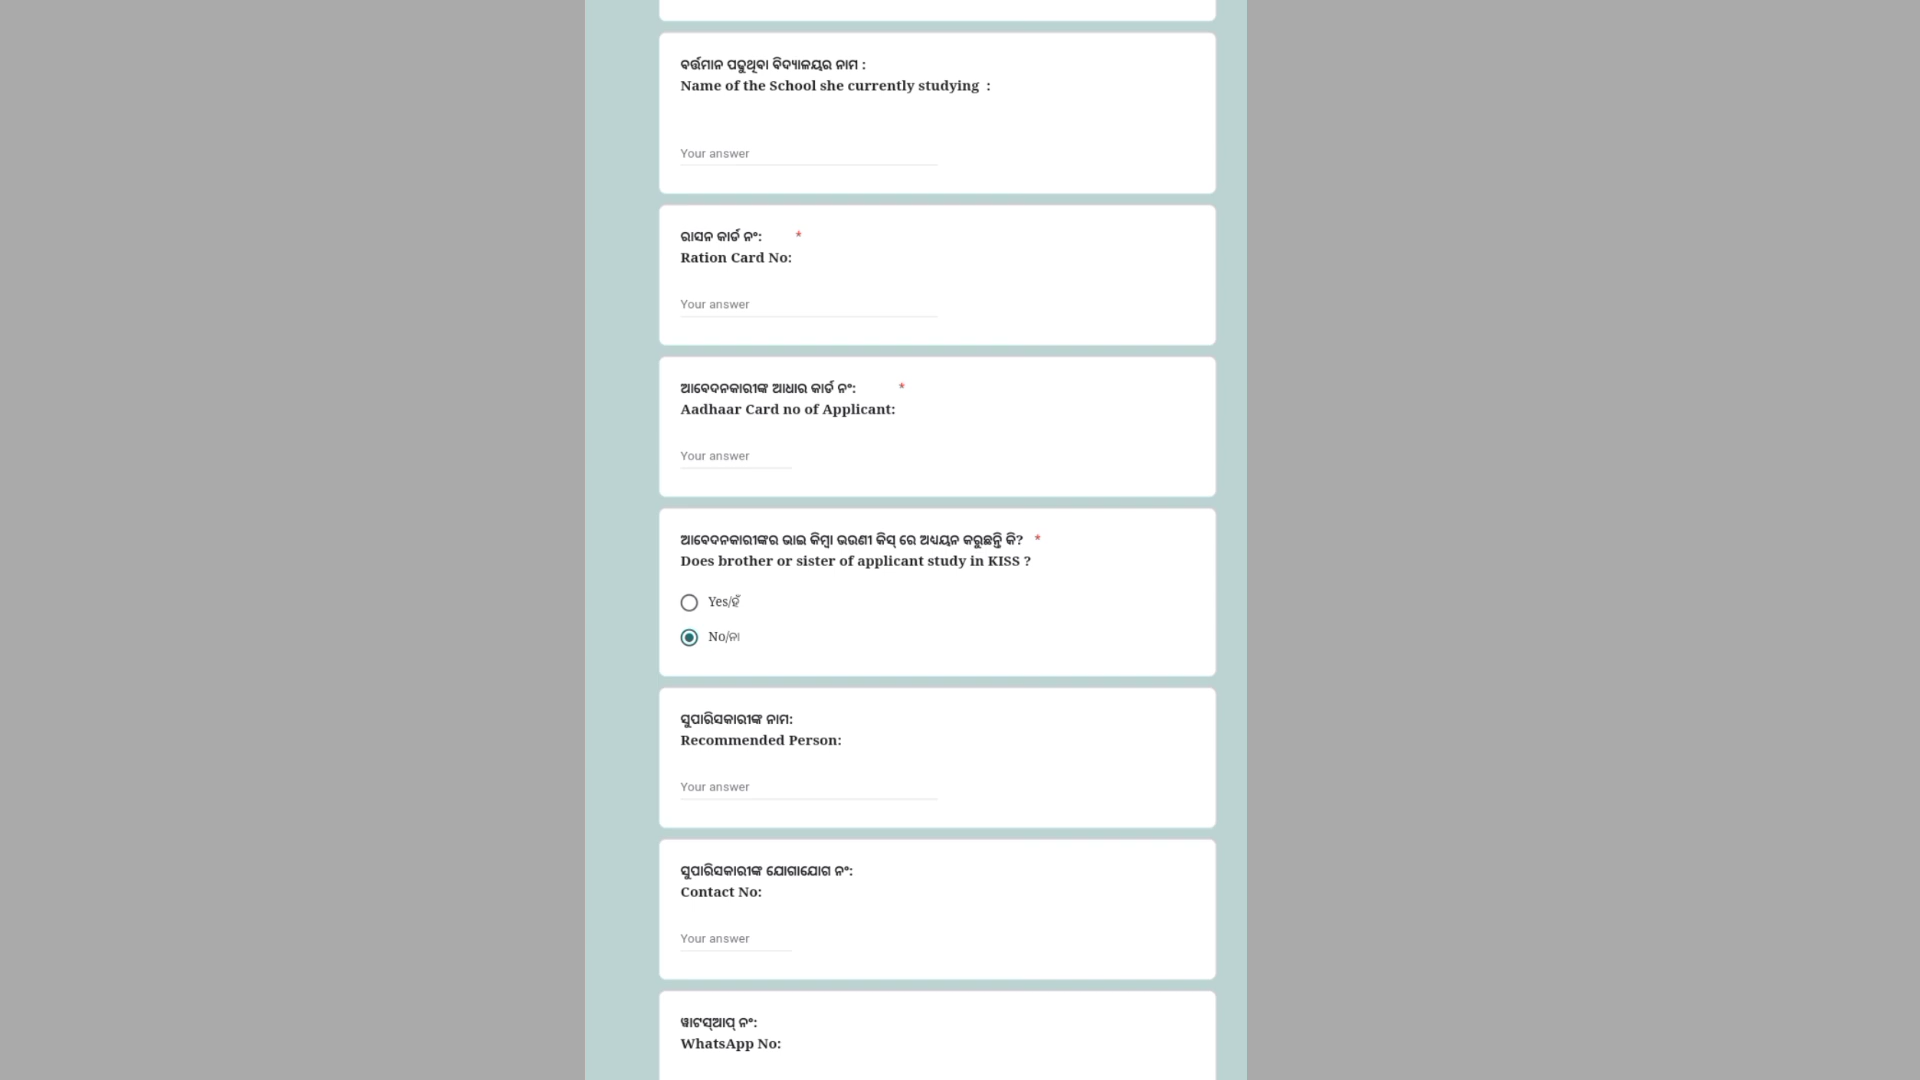 ବର୍ତ୍ତମାନ ପଢୁଥିବା ଵିଦ୍ୟାଳୟର ନାମ :
Name of the School she currently studying :
Your answer
ରାସନ କାର୍ଡ ନଂ: *
Ration Card No:
Your answer
ଆବେଦନକାରୀଙ୍କ ଆଧାର କାର୍ଡ ନଂ: *
Aadhaar Card no of Applicant:
Your answer
ଆବେଦନକାରୀଙ୍କର ଭାଇ କିମ୍ବା ଭଉଣୀ କିସ୍ ରେ ଅଧ୍ୟୟନ କରୁଛନ୍ତି କି? *
Does brother or sister of applicant study in KISS ?
Yes/ହଁ
No/ନା
ସୁପାରିସକାରୀଙ୍କ ନାମ:
Recommended Person:
Your answer
ସୁପାରିସକାରୀଙ୍କ ଯୋଗାଯୋଗ ନଂ:
Contact No:
Your answer
ୱାଟସ୍ଆପ୍ ନଂ:
WhatsApp No: